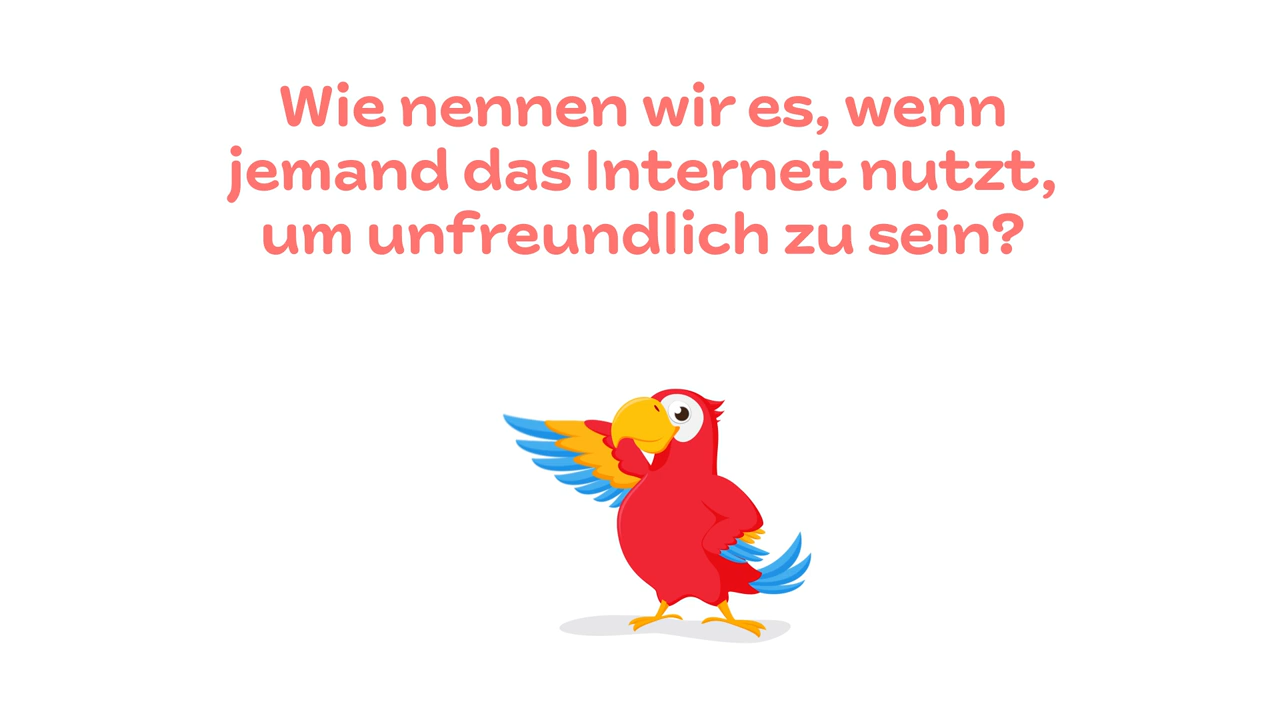 Wie nennen wir es, wenn
jemand das Internet nutzt,
um unfreundlich zu sein?